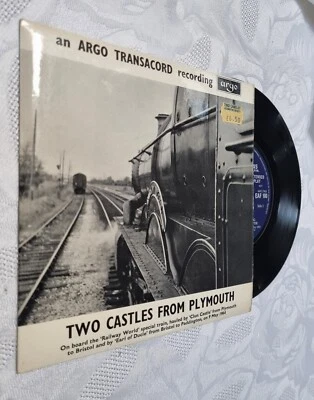 an ARGO TRANSACORD recording
argo
TWO CASTLES FROM PLYMOUTH
On board the 'Railway World' special train, hauled by 'Clun Castle' from Plymouth
to Bristol and by 'Earl of Ducie' from Bristol to Paddington, on 9 May 1964
EAF